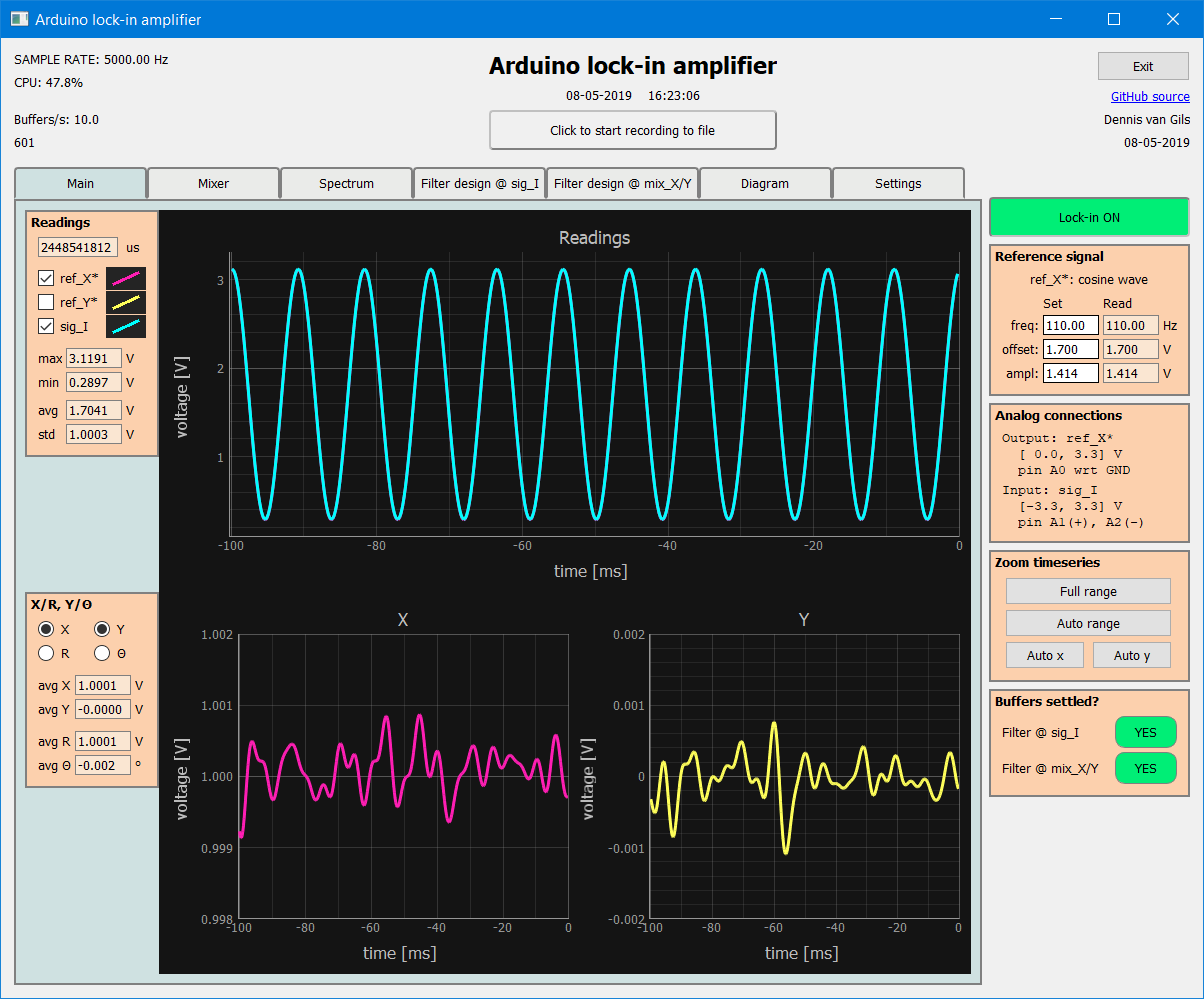 Arduino lock-in amplifier
SAMPLE RATE: 5000.00 Hz
CPU: 47.8%
Buffers/s: 10.0
601
Arduino lock-in amplifier
08-05-2019 16:23:06
Click to start recording to file
Exit
GitHub source
Dennis van Gils
08-05-2019
Main Mixer Spectrum Filter design @ sig_I Filter design @ mix_X/Y Diagram Settings
Readings
2448541812 us
ref_X*
ref_Y*
sig_I
max 3.1191 V
min 0.2897 V
avg 1.7041 V
std 1.0003 V
X/R, Y/Θ
X Y
R Θ
avg X 1.0001 V
avg Y -0.0000 V
avg R 1.0001 V
avg Θ -0.002 °
Readings
voltage [V]
3
2
1
-100 -80 -60 -40 -20 0
time [ms]
X
voltage [V]
1.002
1.001
1.000
0.999
0.998
-100 -80 -60 -40 -20 0
time [ms]
Y
voltage [V]
0.002
0.001
0
-0.001
-0.002
-100 -80 -60 -40 -20 0
time [ms]
Lock-in ON
Reference signal
ref_X*: cosine wave
Set Read
freq: 110.00 110.00 Hz
offset: 1.700 1.700 V
ampl: 1.414 1.414 V
Analog connections
Output: ref_X*
[ 0.0, 3.3] V
pin A0 wrt GND
Input: sig_I
[-3.3, 3.3] V
pin A1(+), A2(-)
Zoom timeseries
Full range
Auto range
Auto x Auto y
Buffers settled?
Filter @ sig_I YES
Filter @ mix_X/Y YES